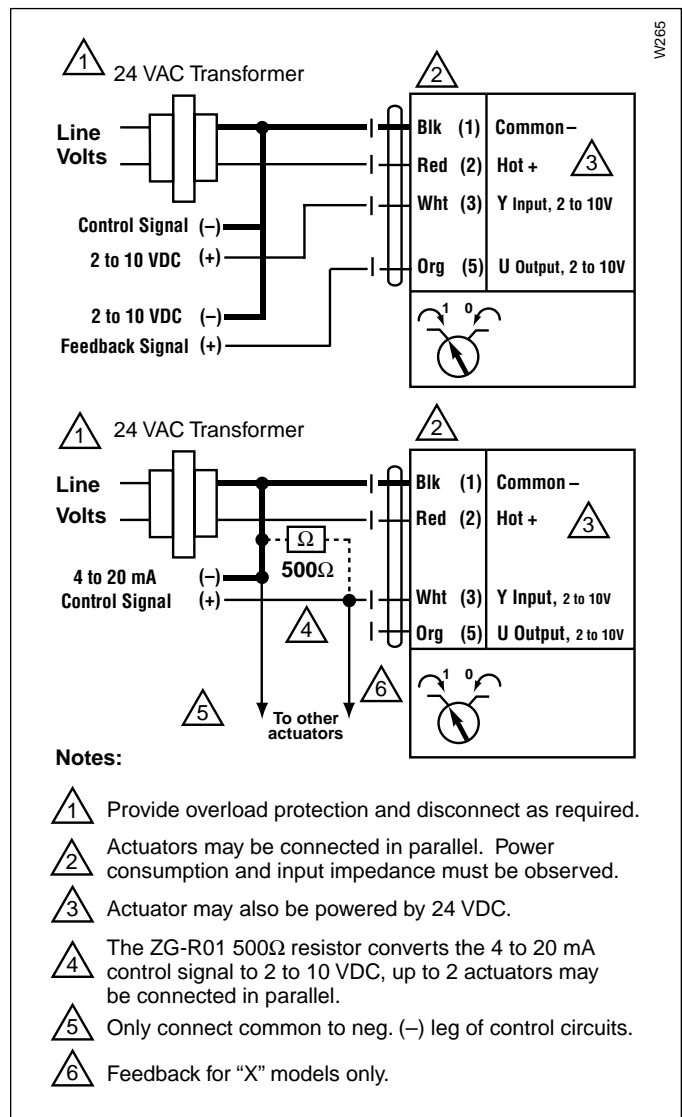 W265
1
24 VAC Transformer
2
Line
Volts
Blk (1) Common –
Red (2) Hot +
3
Wht (3) Y Input, 2 to 10V
Control Signal (–)
2 to 10 VDC (+)
Org (5) U Output, 2 to 10V
2 to 10 VDC (–)
Feedback Signal (+)
1 0
1
24 VAC Transformer
2
Line
Volts
Blk (1) Common –
Red (2) Hot +
3
Ω
500Ω
4 to 20 mA (–)
Control Signal (+)
Wht (3) Y Input, 2 to 10V
4
Org (5) U Output, 2 to 10V
6
1 0
5
To other
actuators
Notes:
1 Provide overload protection and disconnect as required.
2 Actuators may be connected in parallel. Power
consumption and input impedance must be observed.
3 Actuator may also be powered by 24 VDC.
4 The ZG-R01 500Ω resistor converts the 4 to 20 mA
control signal to 2 to 10 VDC, up to 2 actuators may
be connected in parallel.
5 Only connect common to neg. (–) leg of control circuits.
6 Feedback for “X” models only.